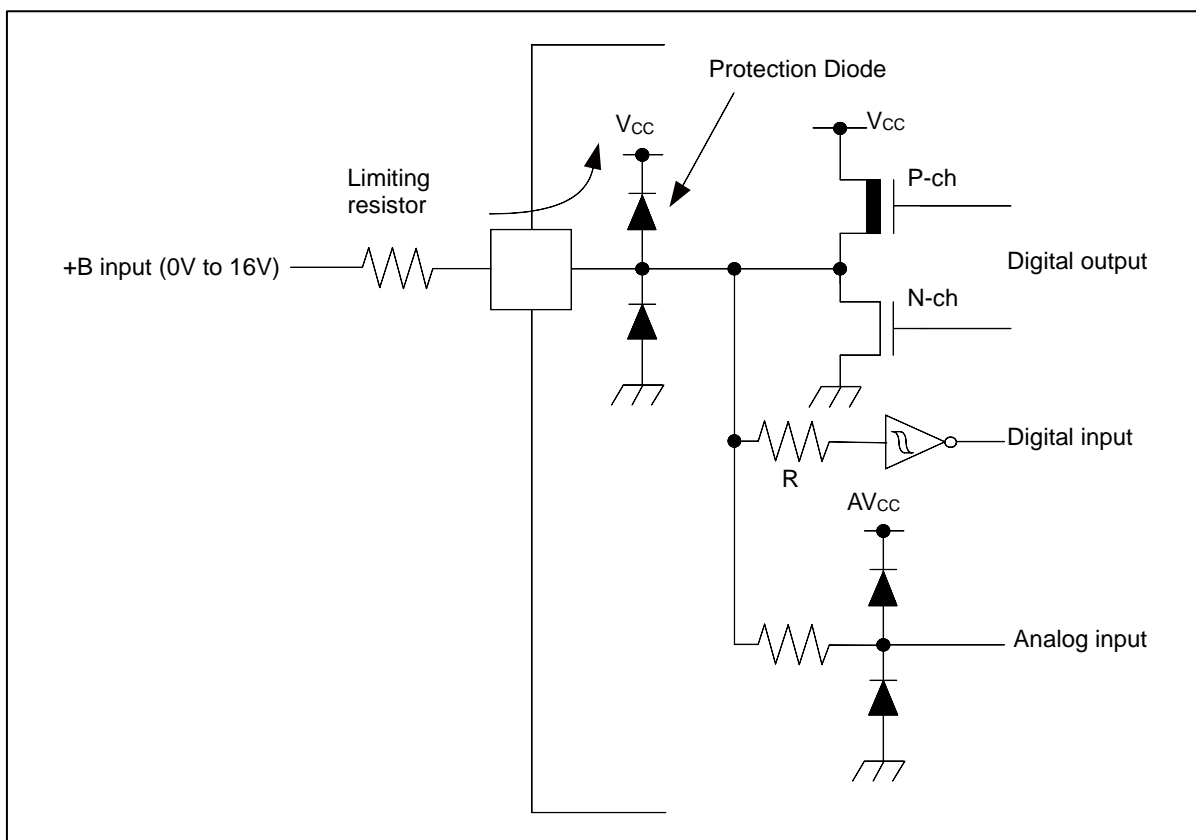 Protection Diode
VCC
VCC
Limiting
resistor
P-ch
+B input (0V to 16V)
Digital output
N-ch
Digital input
R
AVCC
Analog input